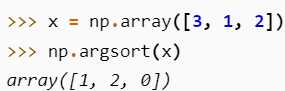 >>> x = np.array([3, 1, 2])
>>> np.argsort(x)
array([1, 2, 0])